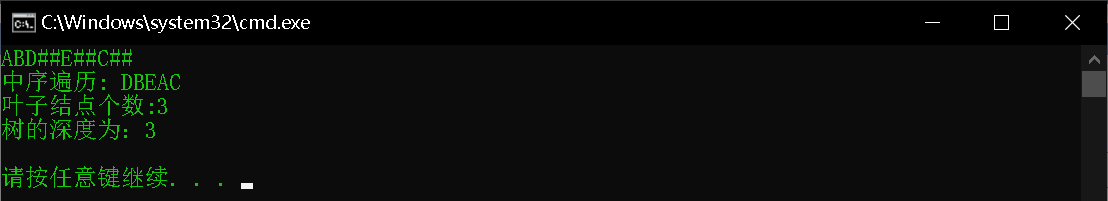 C:\Windows\system32\cmd.exe
ABD##E##C##
中序遍历: DBEAC
叶子结点个数:3
树的深度为: 3
请按任意键继续. . .